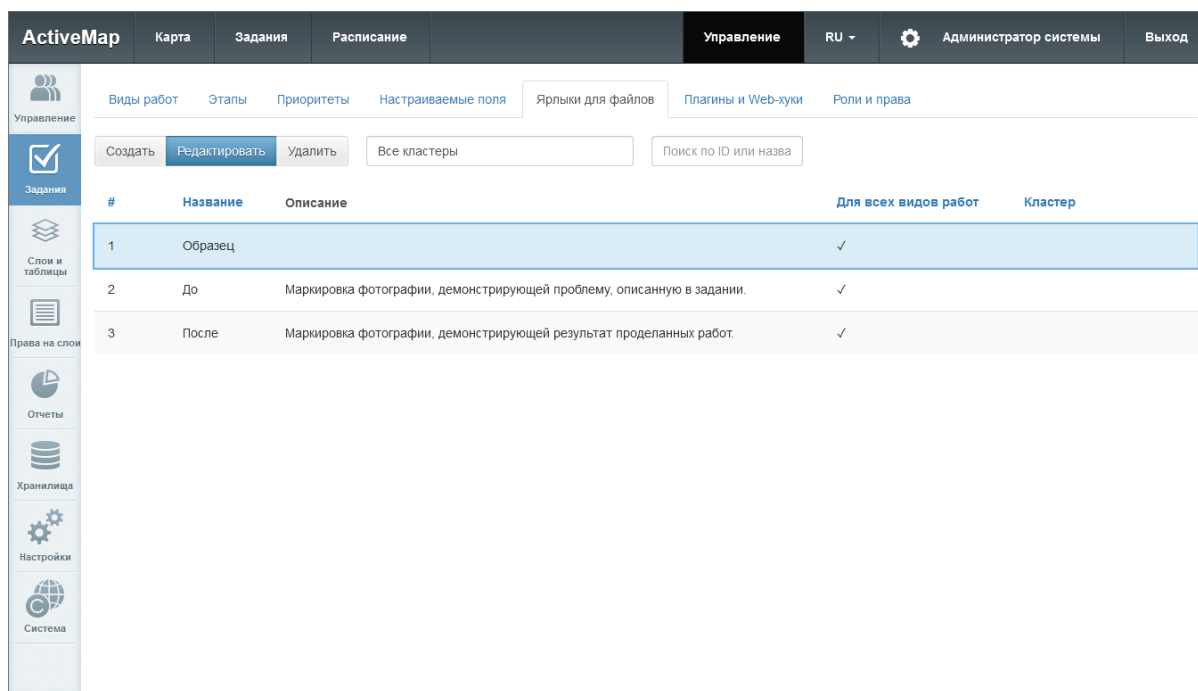 ActiveMap Карта Задания Расписание Управление RU Администратор системы Выход
Управление
Задания
Слои и
таблицы
Права на слои
Отчеты
Хранилища
Настройки
Система
Виды работ Этапы Приоритеты Настраиваемые поля Ярлыки для файлов Плагины и Web-хуки Роли и права
Создать Редактировать Удалить Все кластеры Поиск по ID или назва
# Название Описание Для всех видов работ Кластер
1 Образец ✓
2 До Маркировка фотографии, демонстрирующей проблему, описанную в задании. ✓
3 После Маркировка фотографии, демонстрирующей результат проделанных работ. ✓